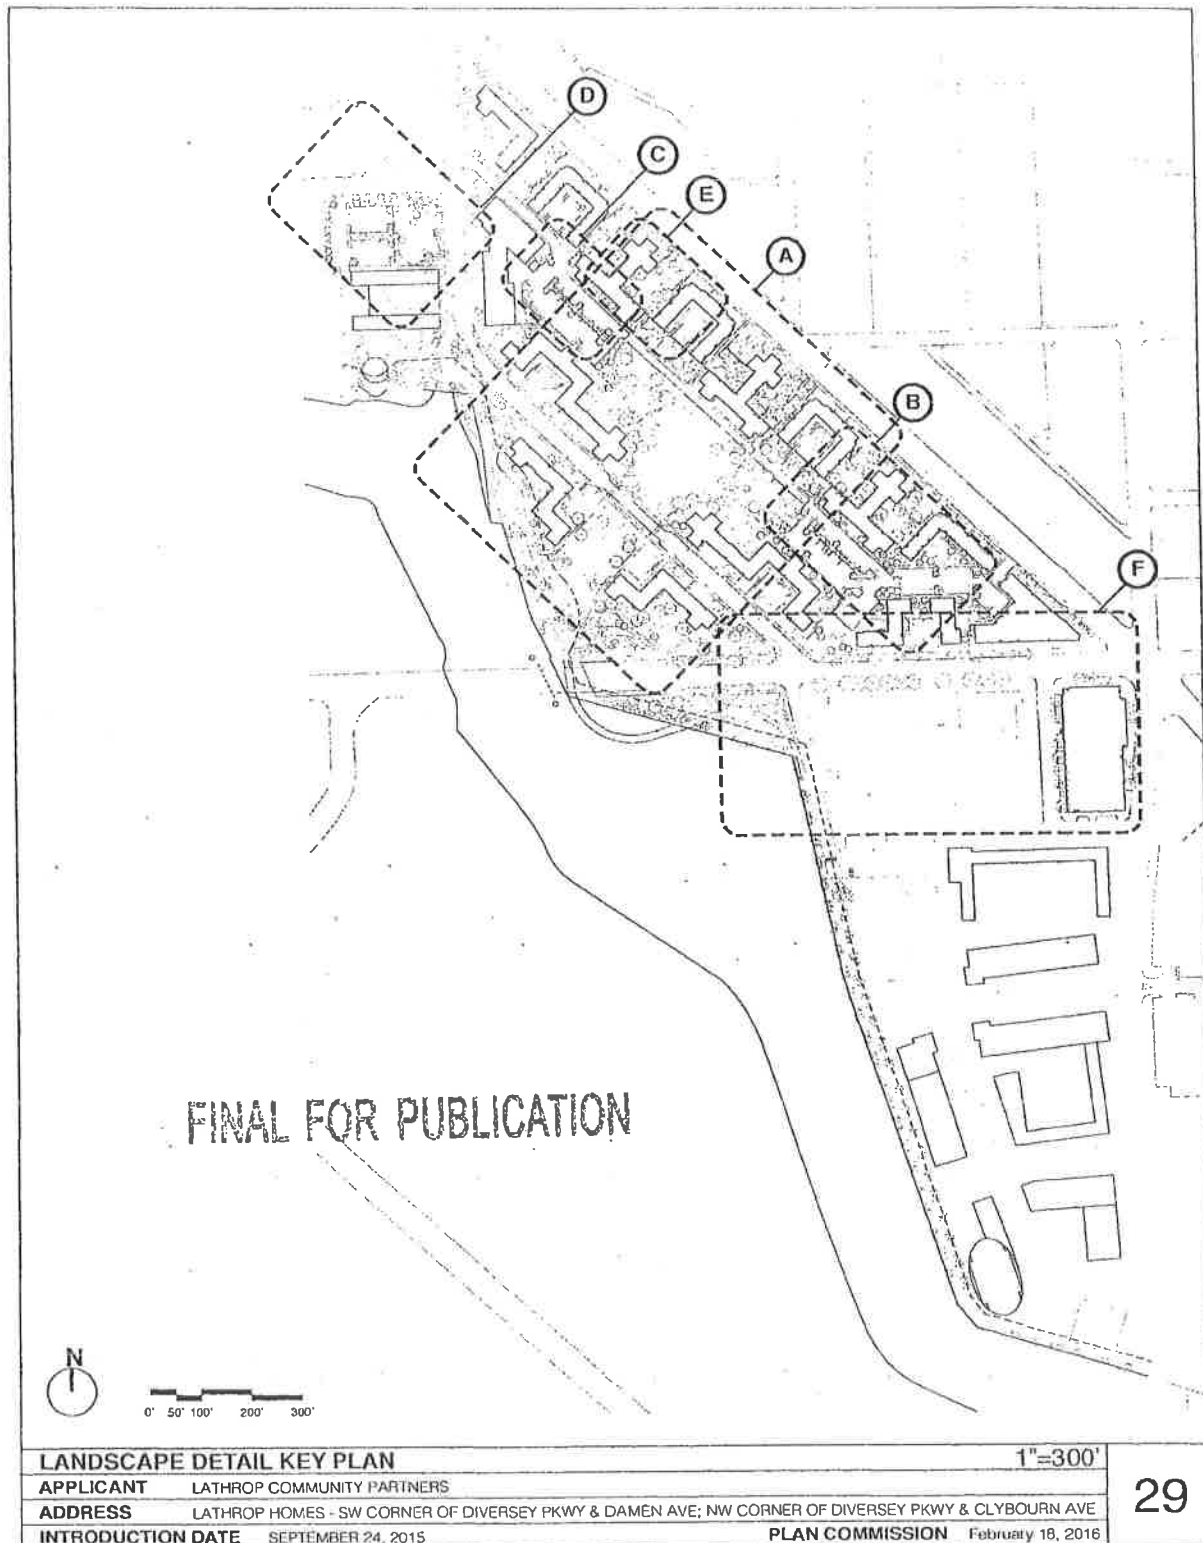 D
C
E
A
B
F
FINAL FOR PUBLICATION
N
0' 50' 100' 200' 300'
LANDSCAPE DETAIL KEY PLAN 1"=300'
APPLICANT LATHROP COMMUNITY PARTNERS
ADDRESS LATHROP HOMES - SW CORNER OF DIVERSEY PKWY & DAMEN AVE; NW CORNER OF DIVERSEY PKWY & CLYBOURN AVE
INTRODUCTION DATE SEPTEMBER 24, 2015 PLAN COMMISSION February 18, 2016
29